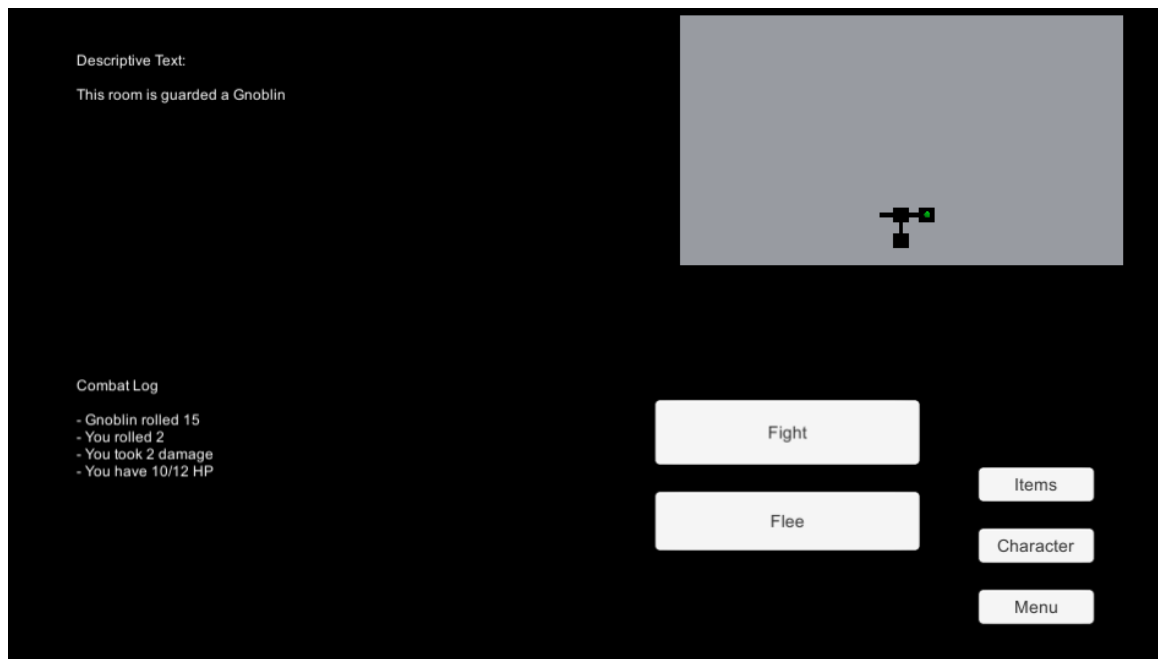 Descriptive Text:
This room is guarded a Gnoblin
Combat Log
- Gnoblin rolled 15
- You rolled 2
- You took 2 damage
- You have 10/12 HP
Fight
Flee
Items
Character
Menu